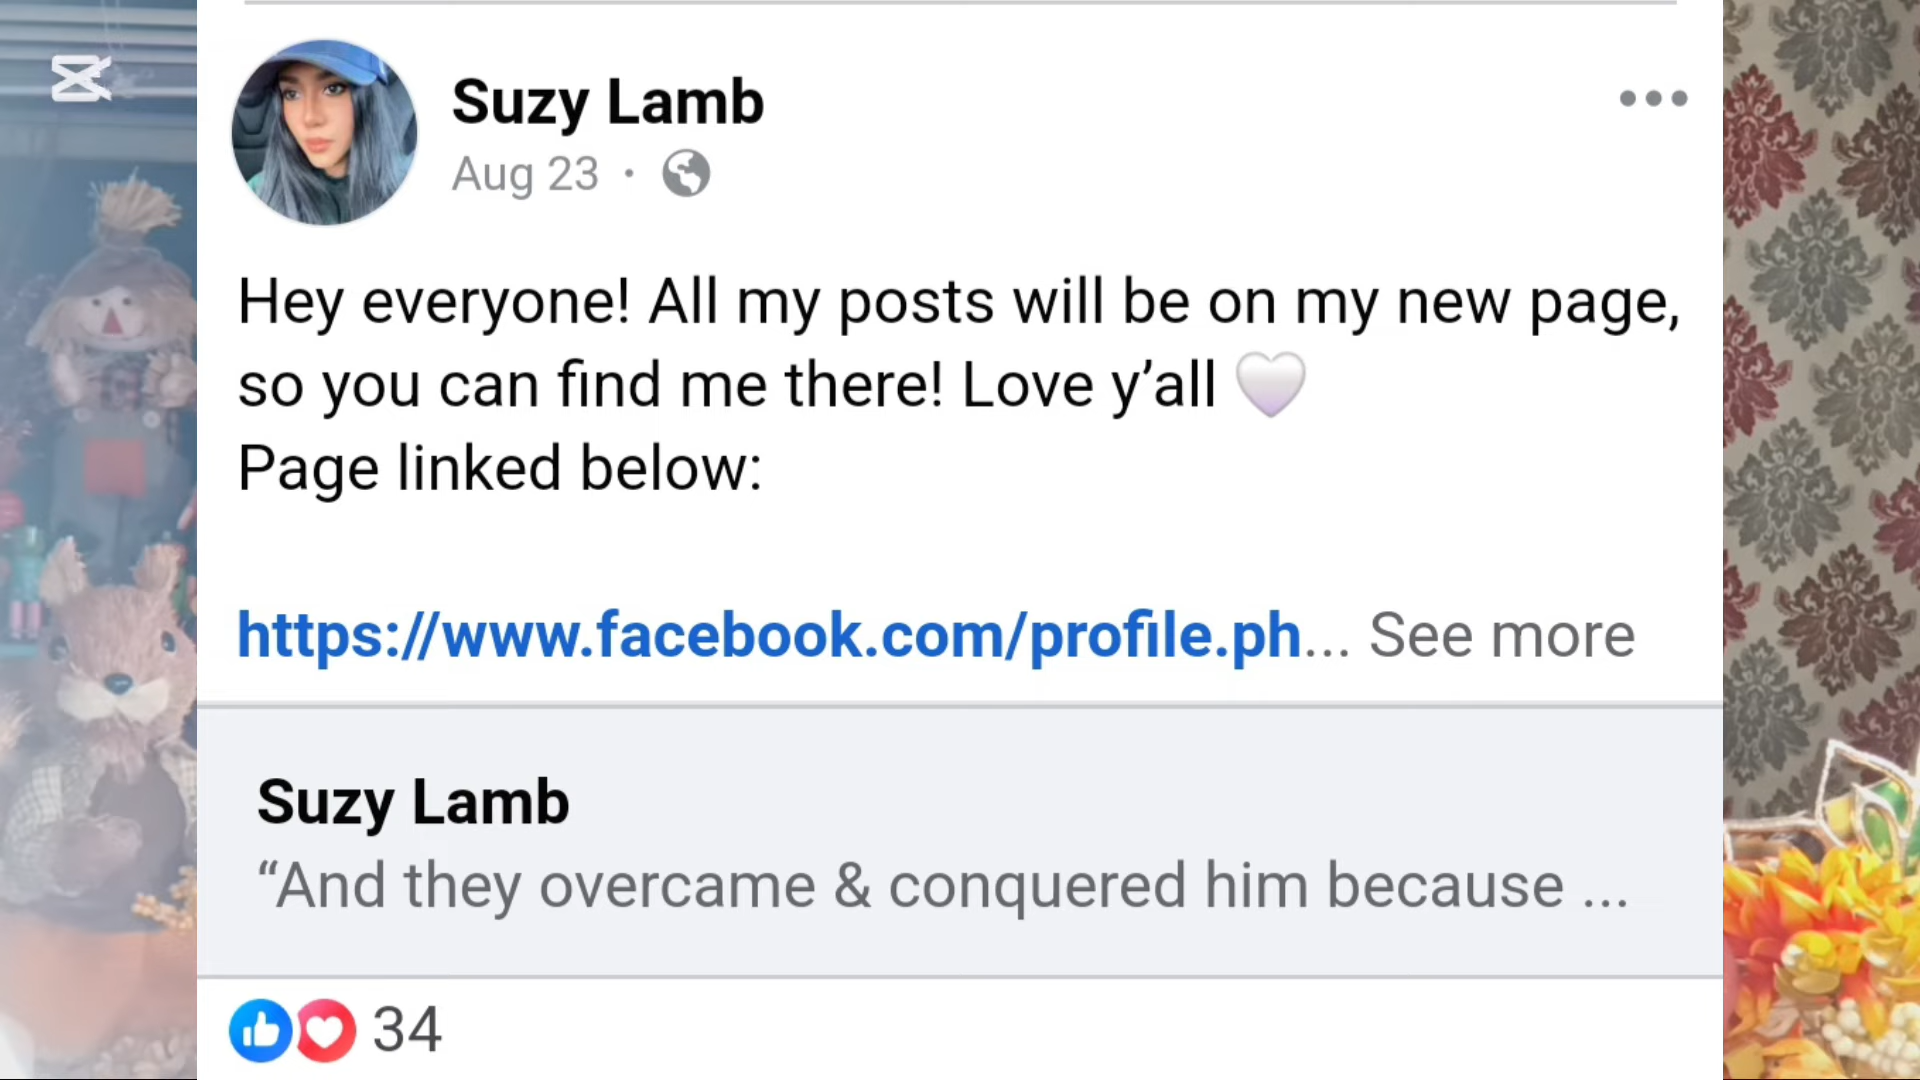 Suzy Lamb
Aug 23 ·
Hey everyone! All my posts will be on my new page,
so you can find me there! Love y’all 🤍
Page linked below:
https://www.facebook.com/profile.ph... See more
Suzy Lamb
“And they overcame & conquered him because ...
34